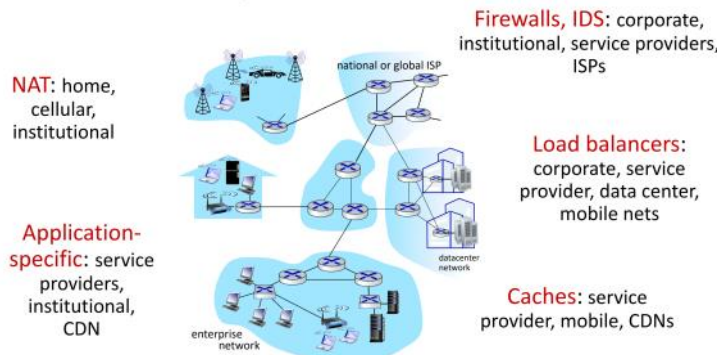 Firewalls, IDS: corporate,
institutional, service providers,
ISPs
national or global ISP
NAT: home,
cellular,
institutional
Load balancers:
corporate, service
provider, data center,
mobile nets
Application-
specific: service
providers,
institutional,
CDN
datacenter
network
Caches: service
provider, mobile, CDNs
enterprise
network